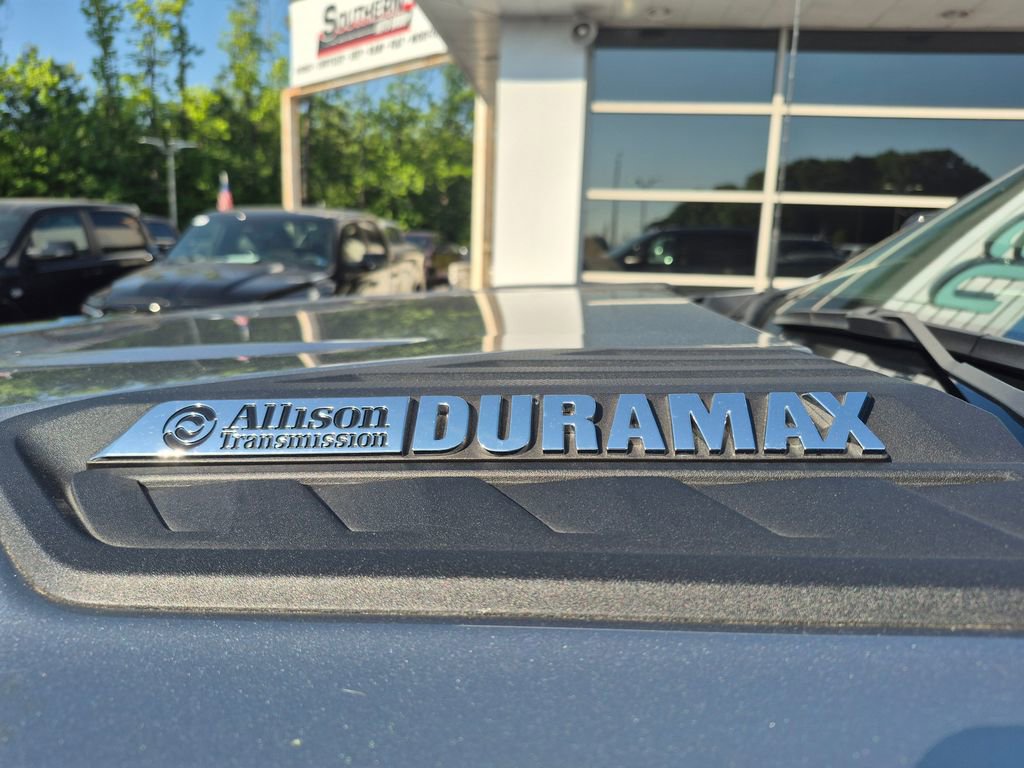 SOUTHERN
Allison
Transmission
DURAMAX